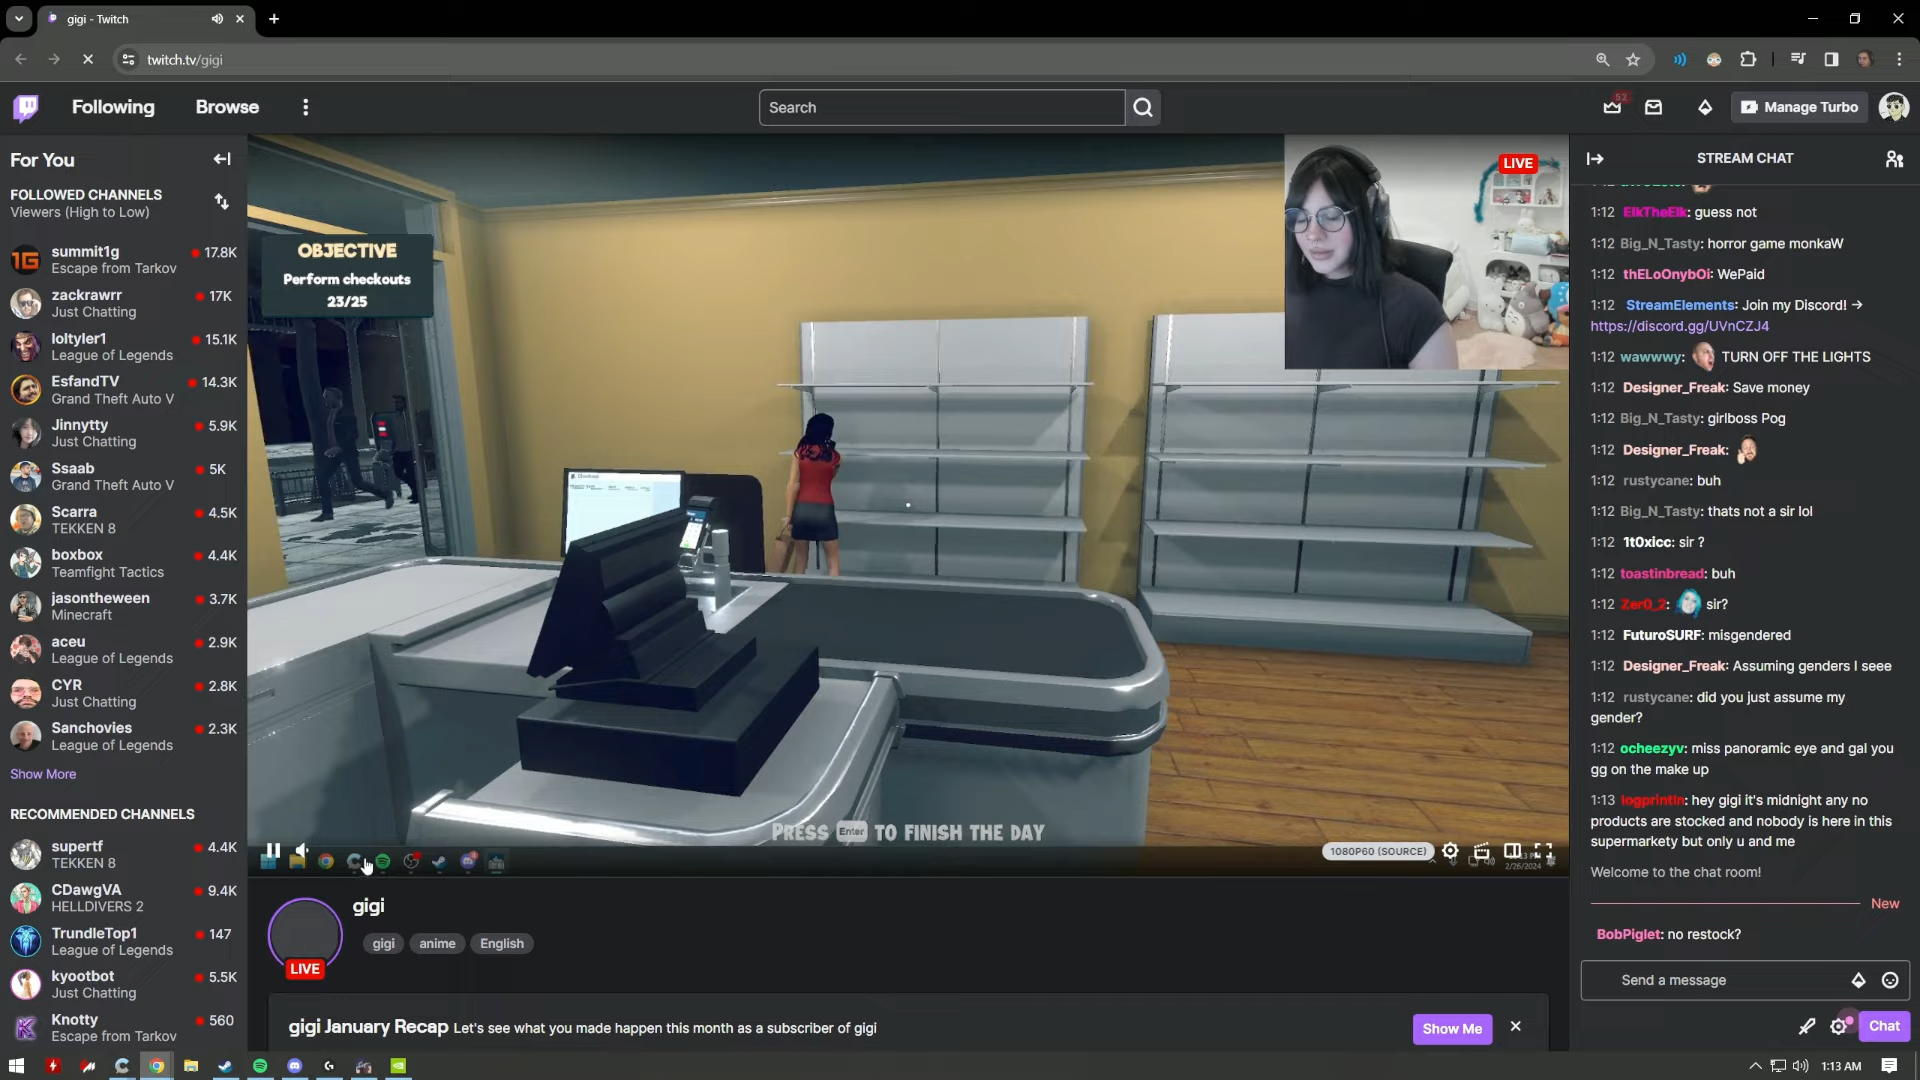 gigi - Twitch
twitch.tv/gigi
Following
Browse
Search
52
Manage Turbo
For You
FOLLOWED CHANNELS
Viewers (High to Low)
summit1g
17.8K
Escape from Tarkov
zackrawrr
17K
Just Chatting
loltyler1
15.1K
League of Legends
EsfandTV
14.3K
Grand Theft Auto V
Jinnytty
5.9K
Just Chatting
Ssaab
5K
Grand Theft Auto V
Scarra
4.5K
TEKKEN 8
boxbox
4.4K
Teamfight Tactics
jasontheween
3.7K
Minecraft
aceu
2.9K
League of Legends
CYR
2.8K
Just Chatting
Sanchovies
2.3K
League of Legends
Show More
RECOMMENDED CHANNELS
supertf
4.4K
TEKKEN 8
CDawgVA
9.4K
HELLDIVERS 2
TrundleTop1
147
League of Legends
kyootbot
5.5K
Just Chatting
Knotty
560
Escape from Tarkov
OBJECTIVE
Perform checkouts
23/25
LIVE
PRESS Enter TO FINISH THE DAY
1080P60 (SOURCE)
2/26/2024
gigi
gigi
anime
English
LIVE
gigi January Recap Let's see what you made happen this month as a subscriber of gigi
Show Me
STREAM CHAT
1:12 ElkTheElk: guess not
1:12 Big_N_Tasty: horror game monkaW
1:12 thELoOnybOi: WePaid
1:12 StreamElements: Join my Discord! →
https://discord.gg/UVnCZJ4
1:12 wawwwy: TURN OFF THE LIGHTS
1:12 Designer_Freak: Save money
1:12 Big_N_Tasty: girlboss Pog
1:12 Designer_Freak:
1:12 rustycane: buh
1:12 Big_N_Tasty: thats not a sir lol
1:12 1t0xicc: sir ?
1:12 toastinbread: buh
1:12 Zer0_2: sir?
1:12 FuturoSURF: misgendered
1:12 Designer_Freak: Assuming genders I seee
1:12 rustycane: did you just assume my
gender?
1:12 ocheezyv: miss panoramic eye and gal you
gg on the make up
1:13 logprintln: hey gigi it's midnight any no
products are stocked and nobody is here in this
supermarkety but only u and me
Welcome to the chat room!
New
BobPiglet: no restock?
Send a message
Chat
1:13 AM